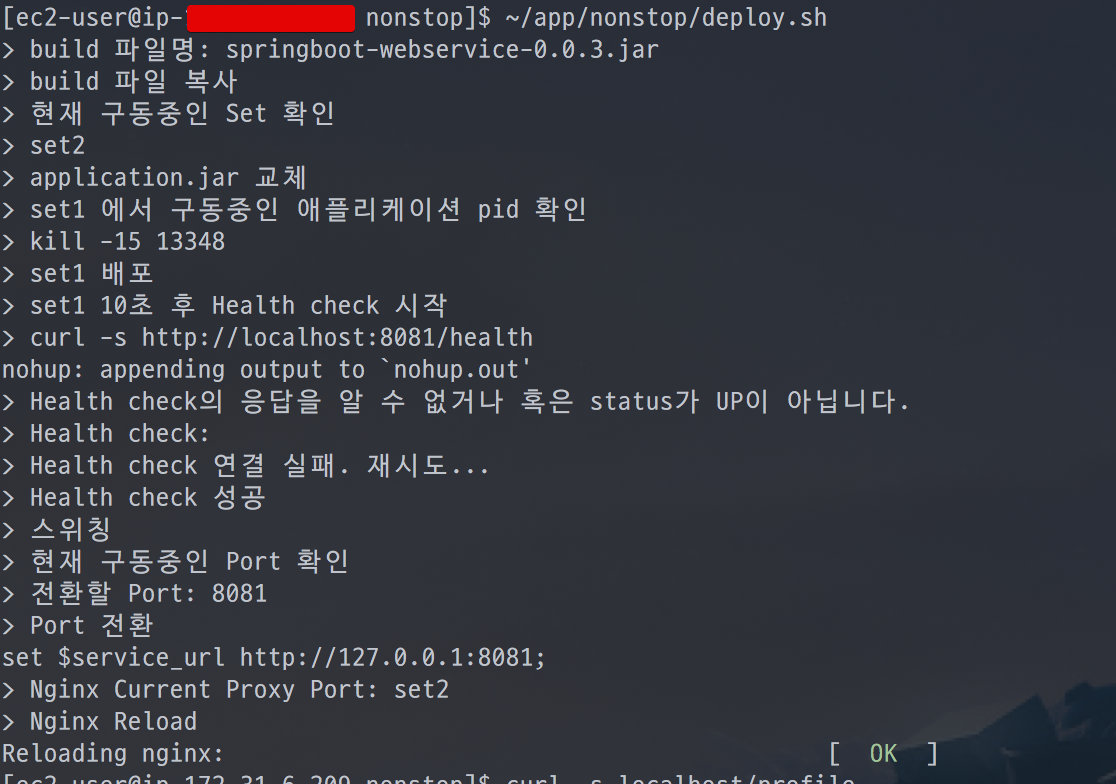 [ec2-user@ip- nonstop]$ ~/app/nonstop/deploy.sh
> build 파일명: springboot-webservice-0.0.3.jar
> build 파일 복사
> 현재 구동중인 Set 확인
> set2
> application.jar 교체
> set1 에서 구동중인 애플리케이션 pid 확인
> kill -15 13348
> set1 배포
> set1 10초 후 Health check 시작
> curl -s http://localhost:8081/health
nohup: appending output to `nohup.out'
> Health check의 응답을 알 수 없거나 혹은 status가 UP이 아닙니다.
> Health check:
> Health check 연결 실패. 재시도...
> Health check 성공
> 스위칭
> 현재 구동중인 Port 확인
> 전환할 Port: 8081
> Port 전환
set $service_url http://127.0.0.1:8081;
> Nginx Current Proxy Port: set2
> Nginx Reload
Reloading nginx: [ OK ]
[ec2-user@ip-172-31-6-209 nonstop]$ curl -s localhost/profile